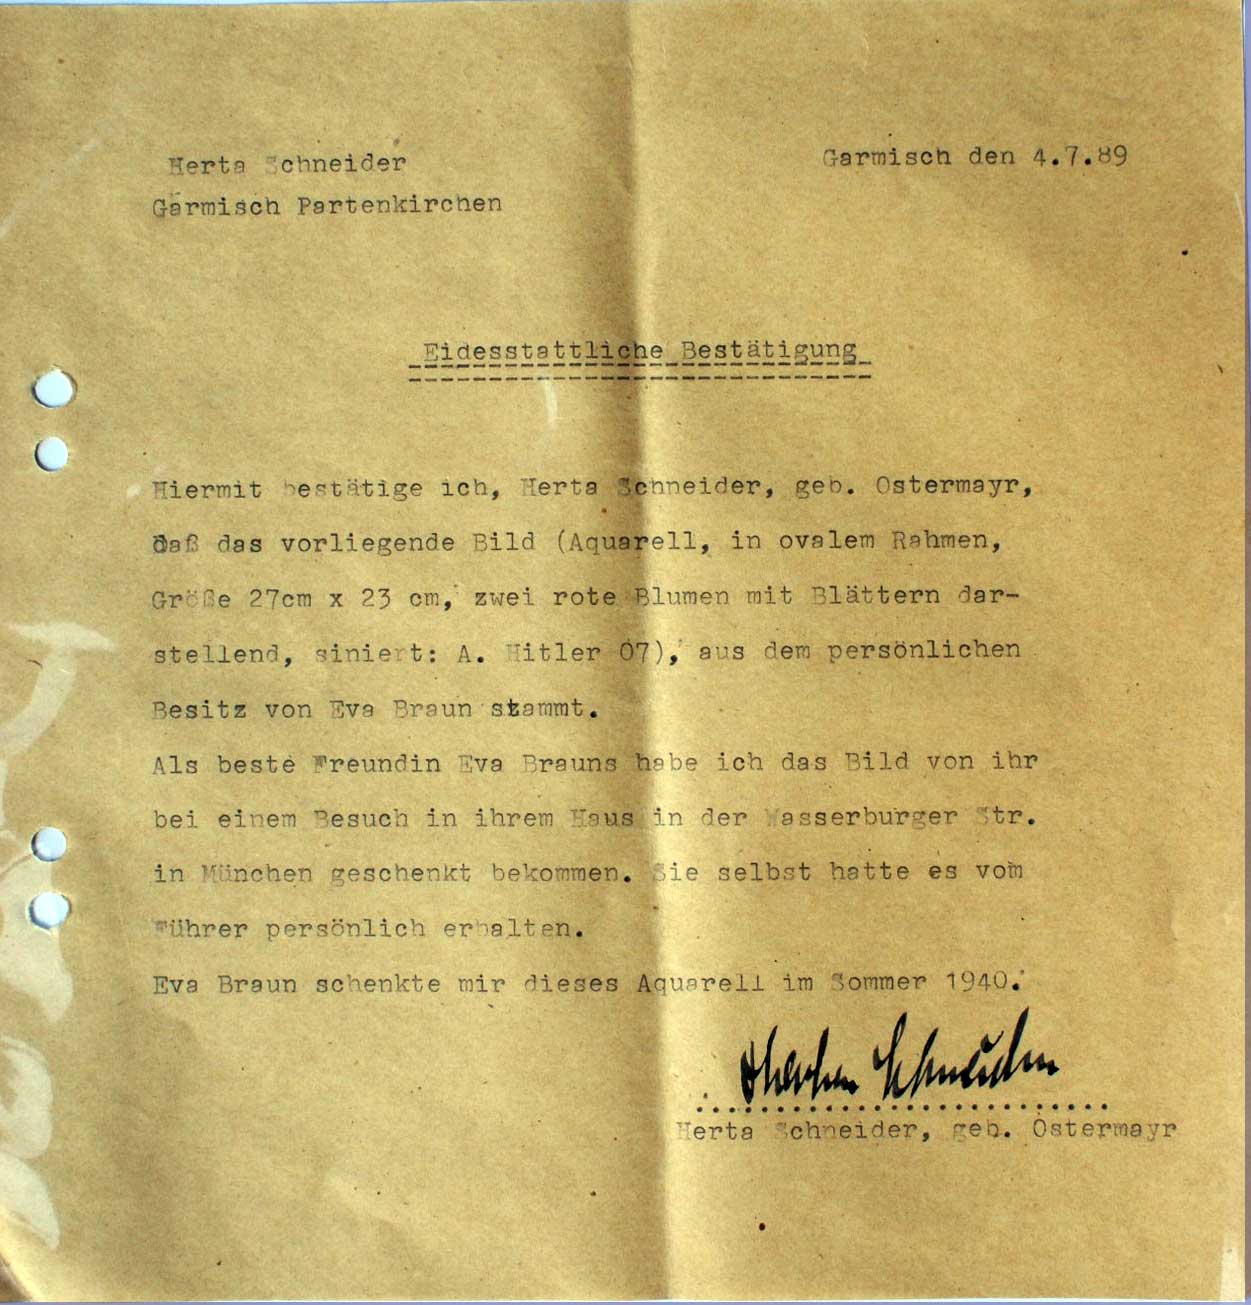 Herta Schneider
Garmisch den 4.7.89
Garmisch Partenkirchen
Eidesstattliche Bestätigung
Hiermit bestätige ich, Herta Schneider, geb. Ostermayr,
daß das vorliegende Bild (Aquarell, in ovalem Rahmen,
Größe 27cm x 23 cm, zwei rote Blumen mit Blättern dar-
stellend, siniert: A. Hitler 07), aus dem persönlichen
Besitz von Eva Braun stammt.
Als beste Freundin Eva Brauns habe ich das Bild von ihr
bei einem Besuch in ihrem Haus in der Wasserburger Str.
in München geschenkt bekommen. Sie selbst hatte es vom
Führer persönlich erhalten.
Eva Braun schenkte mir dieses Aquarell im Sommer 1940.
Schneider
Herta Schneider, geb. Ostermayr